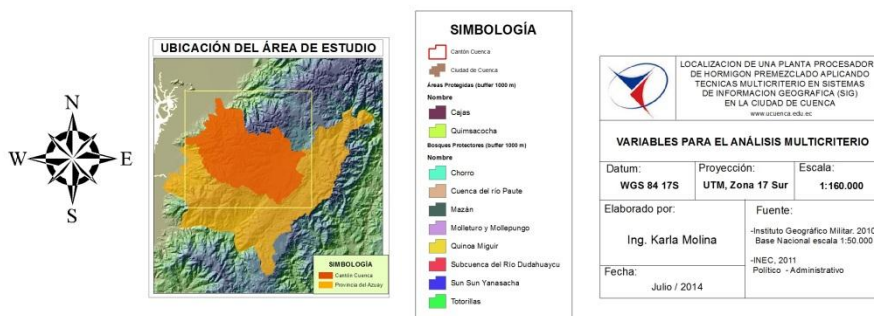 N
W
E
S
UBICACIÓN DEL ÁREA DE ESTUDIO
SIMBOLOGÍA
Cantón Cuenca
Provincia del Azuay
SIMBOLOGÍA
Cantón Cuenca
Ciudad de Cuenca
Áreas Protegidas (buffer 1000 m)
Nombre
Cajas
Quimsacocha
Bosques Protectores (buffer 1000 m)
Nombre
Chorro
Cuenca del río Paute
Mazán
Molleturo y Mollepungo
Quinoa Miguir
Subcuenca del Río Dudahuaycu
Sun Sun Yanasacha
Totorillas
LOCALIZACION DE UNA PLANTA PROCESADOR
DE HORMIGON PREMEZCLADO APLICANDO
TECNICAS MULTICRITERIO EN SISTEMAS
DE INFORMACION GEOGRAFICA (SIG)
EN LA CIUDAD DE CUENCA
www.ucuenca.edu.ec
VARIABLES PARA EL ANÁLISIS MULTICRITERIO
Datum:
WGS 84 17S
Proyección:
UTM, Zona 17 Sur
Escala:
1:160.000
Elaborado por:
Ing. Karla Molina
Fuente:
-Instituto Geográfico Militar, 2010
Base Nacional escala 1:50.000
-INEC, 2011
Político - Administrativo
Fecha:
Julio / 2014